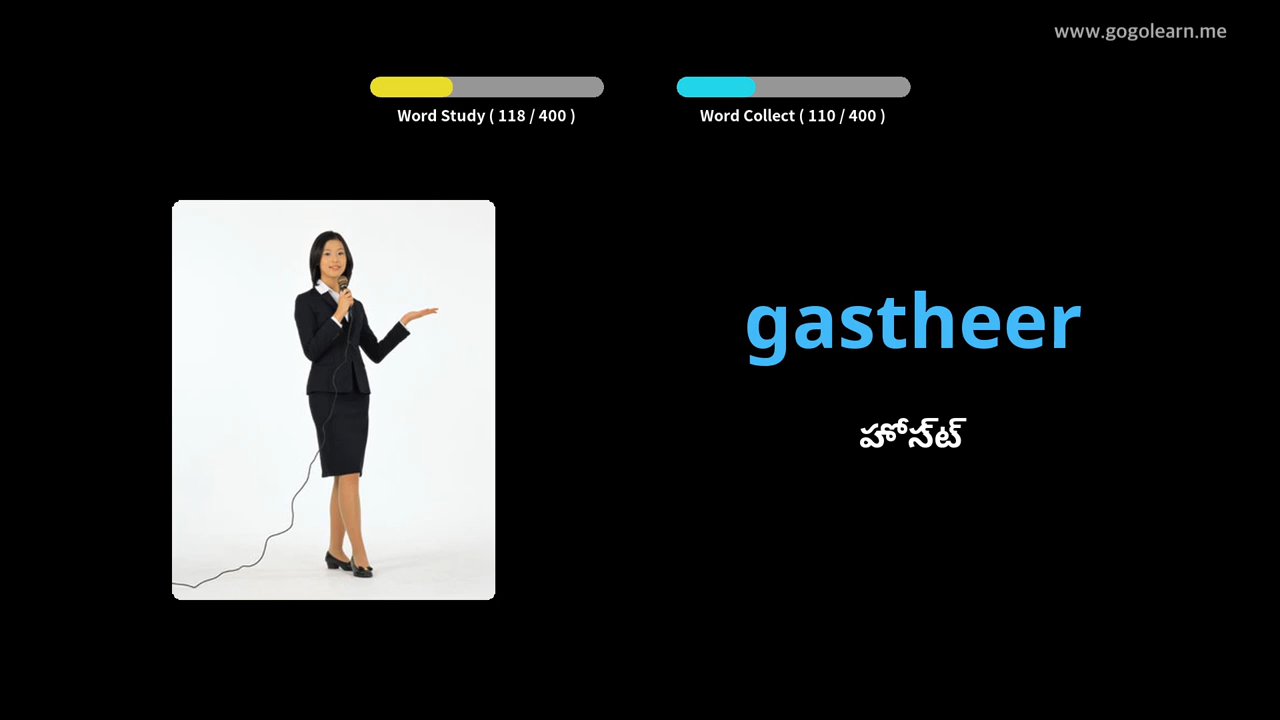 www.gogolearn.me
Word Study ( 118 / 400 )
Word Collect ( 110 / 400 )
gastheer
హోస్ట్